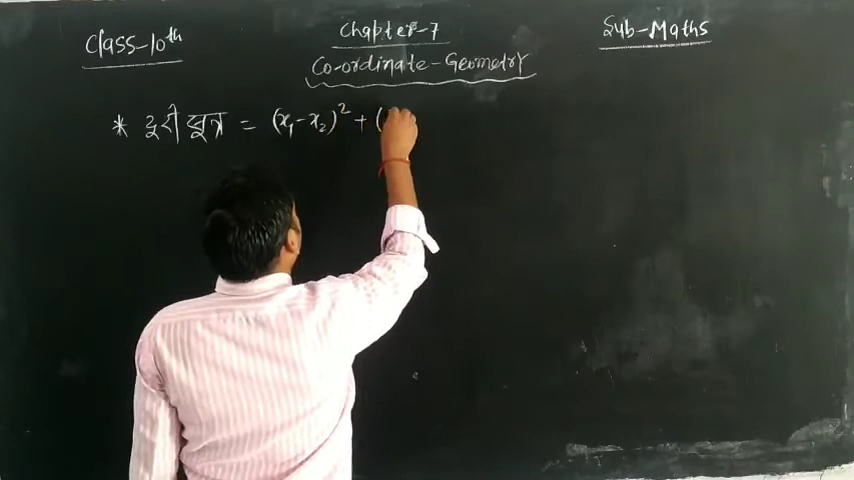 Class-10th
Chapter-7
Sub-Maths
Co-ordinate-Geometry
* दूरी सूत्र = (x₁-x₂)² + (